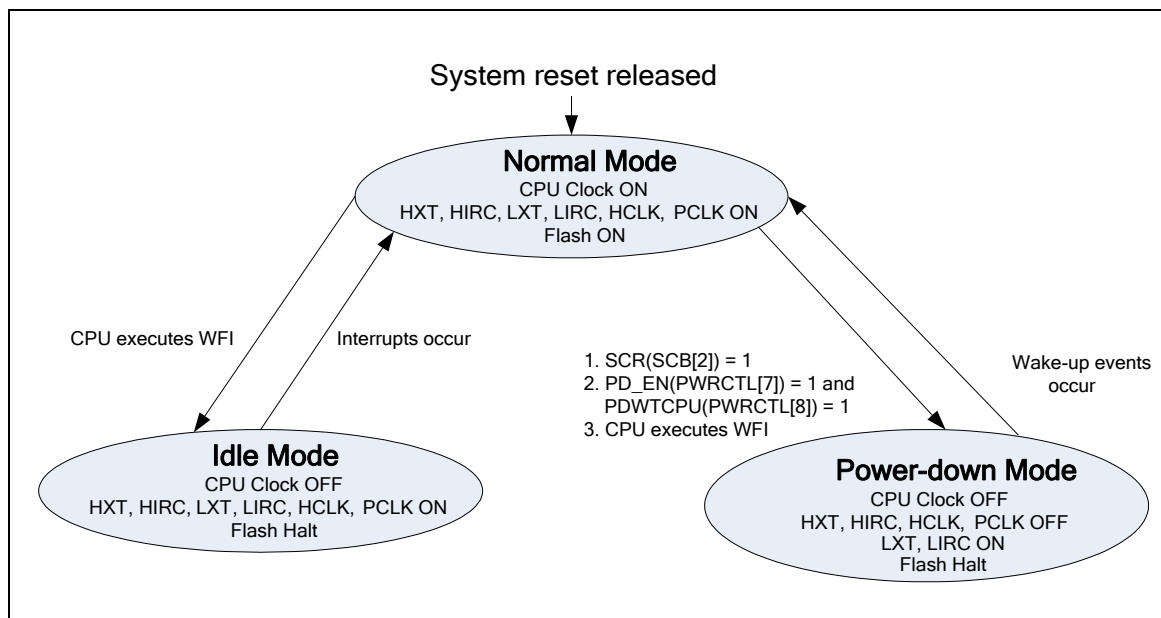 System reset released
Normal Mode
CPU Clock ON
HXT, HIRC, LXT, LIRC, HCLK, PCLK ON
Flash ON
CPU executes WFI
Interrupts occur
1. SCR(SCB[2]) = 1
2. PD_EN(PWRCTL[7]) = 1 and
PDWTCPU(PWRCTL[8]) = 1
3. CPU executes WFI
Wake-up events
occur
Idle Mode
CPU Clock OFF
HXT, HIRC, LXT, LIRC, HCLK, PCLK ON
Flash Halt
Power-down Mode
CPU Clock OFF
HXT, HIRC, HCLK, PCLK OFF
LXT, LIRC ON
Flash Halt